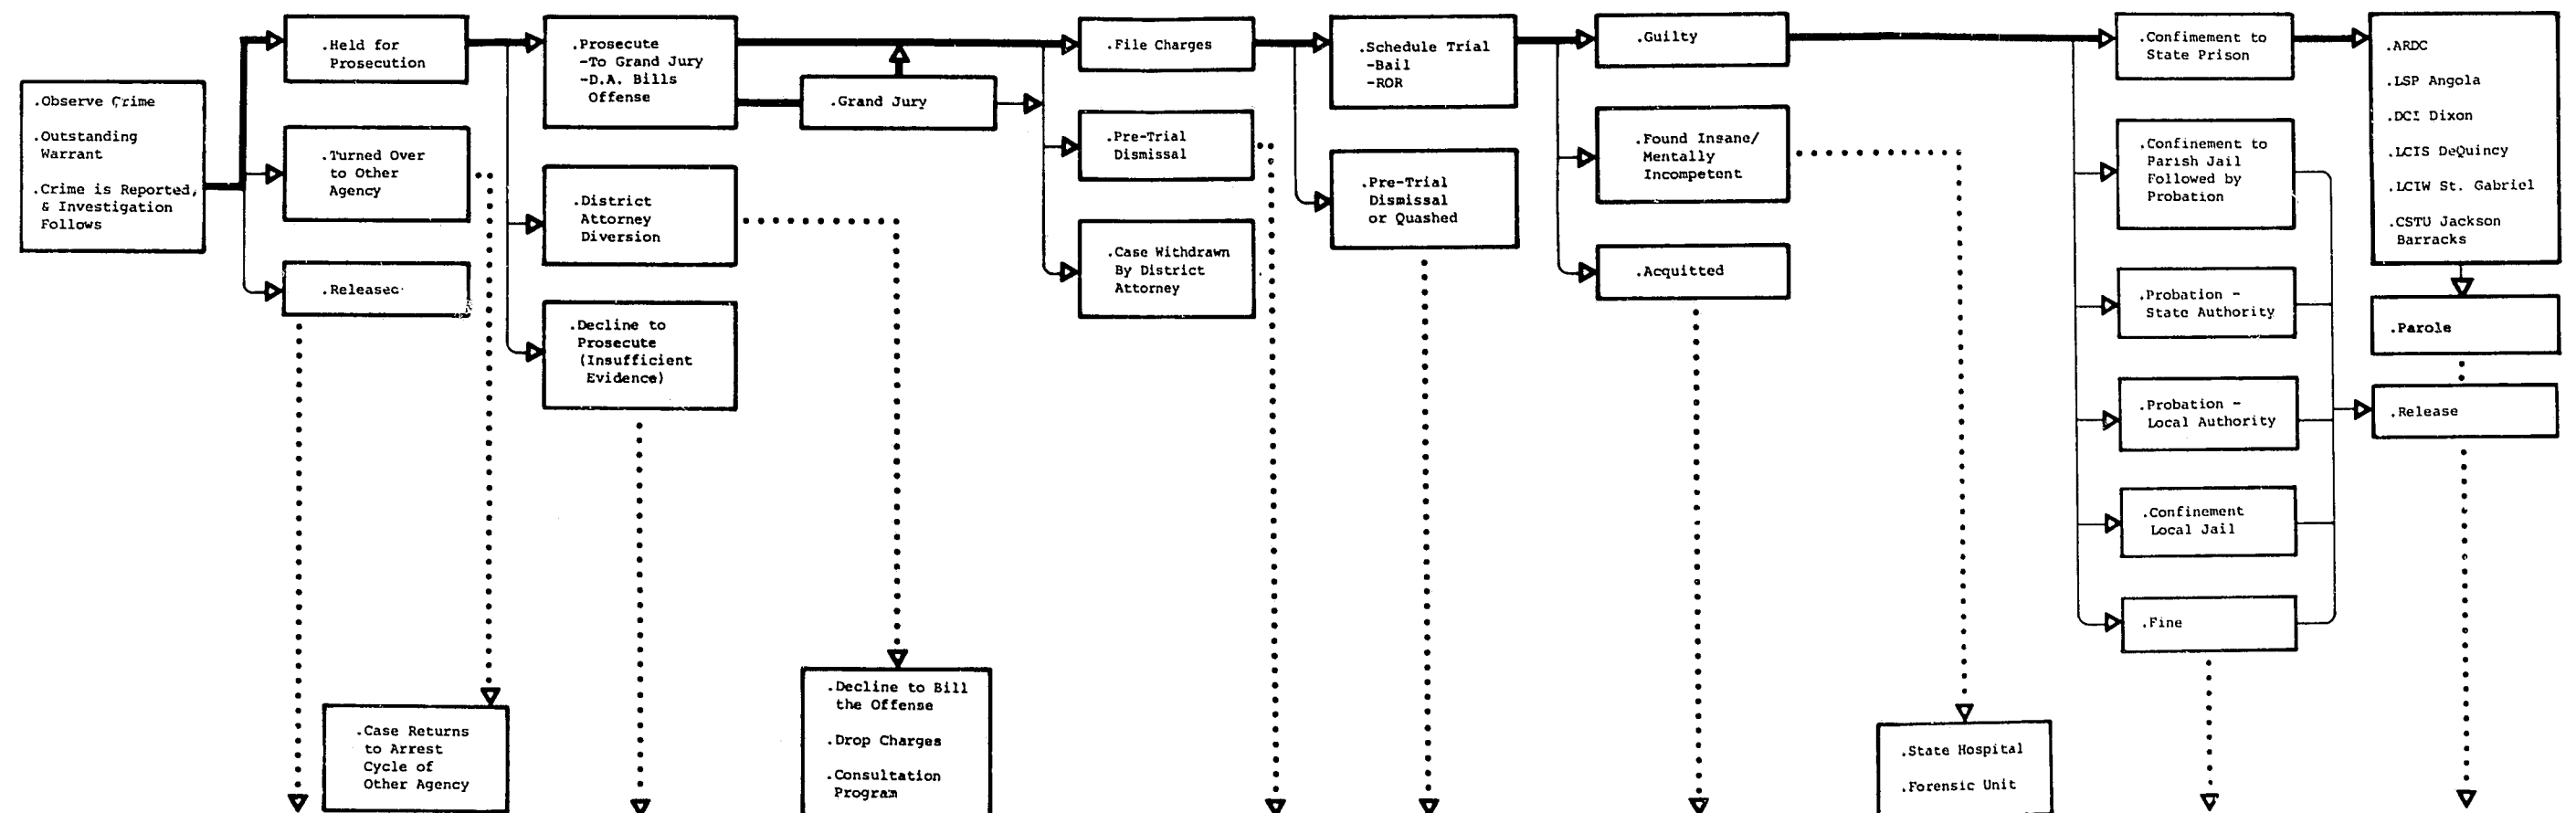 .Observe Crime
.Outstanding
Warrant
.Crime is Reported,
& Investigation
Follows
.Held for
Prosecution
.Turned Over
to Other
Agency
.Released
.Case Returns
to Arrest
Cycle of
Other Agency
.Prosecute
-To Grand Jury
-D.A. Bills
Offense
.District
Attorney
Diversion
.Decline to
Prosecute
(Insufficient
Evidence)
.Grand Jury
.Decline to Bill
the Offense
.Drop Charges
.Consultation
Program
.File Charges
.Pre-Trial
Dismissal
.Case Withdrawn
By District
Attorney
.Schedule Trial
-Bail
-ROR
.Pre-Trial
Dismissal
or Quashed
.Guilty
.Found Insane/
Mentally
Incompetent
.Acquitted
.State Hospital
.Forensic Unit
.Confimement to
State Prison
.Confinement to
Parish Jail
Followed by
Probation
.Probation -
State Authority
.Probation -
Local Authority
.Confinement
Local Jail
.Fine
.ARDC
.LSP Angola
.DCI Dixon
.LCIS DeQuincy
.LCIW St. Gabriel
.CSTU Jackson
Barracks
.Parole
.Release